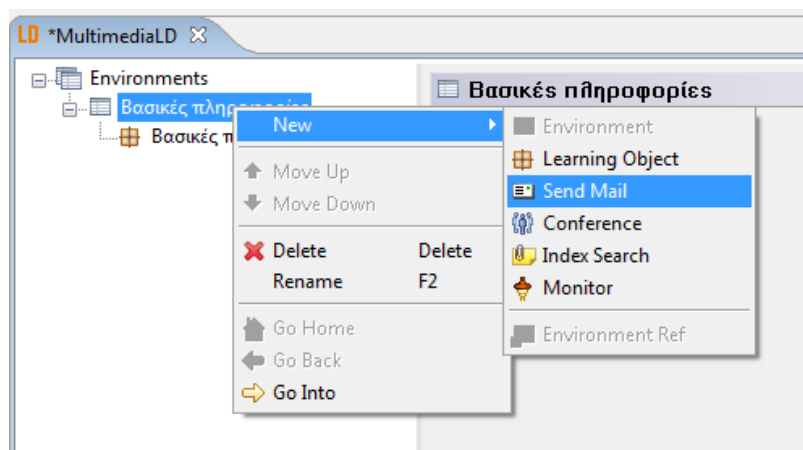 LD *MultimediaLD
Environments
Βασικές πληροφορίες
Βασικές π
Βασικές πληροφορίες
New
Move Up
Move Down
Delete Delete
Rename F2
Go Home
Go Back
Go Into
Environment
Learning Object
Send Mail
Conference
Index Search
Monitor
Environment Ref